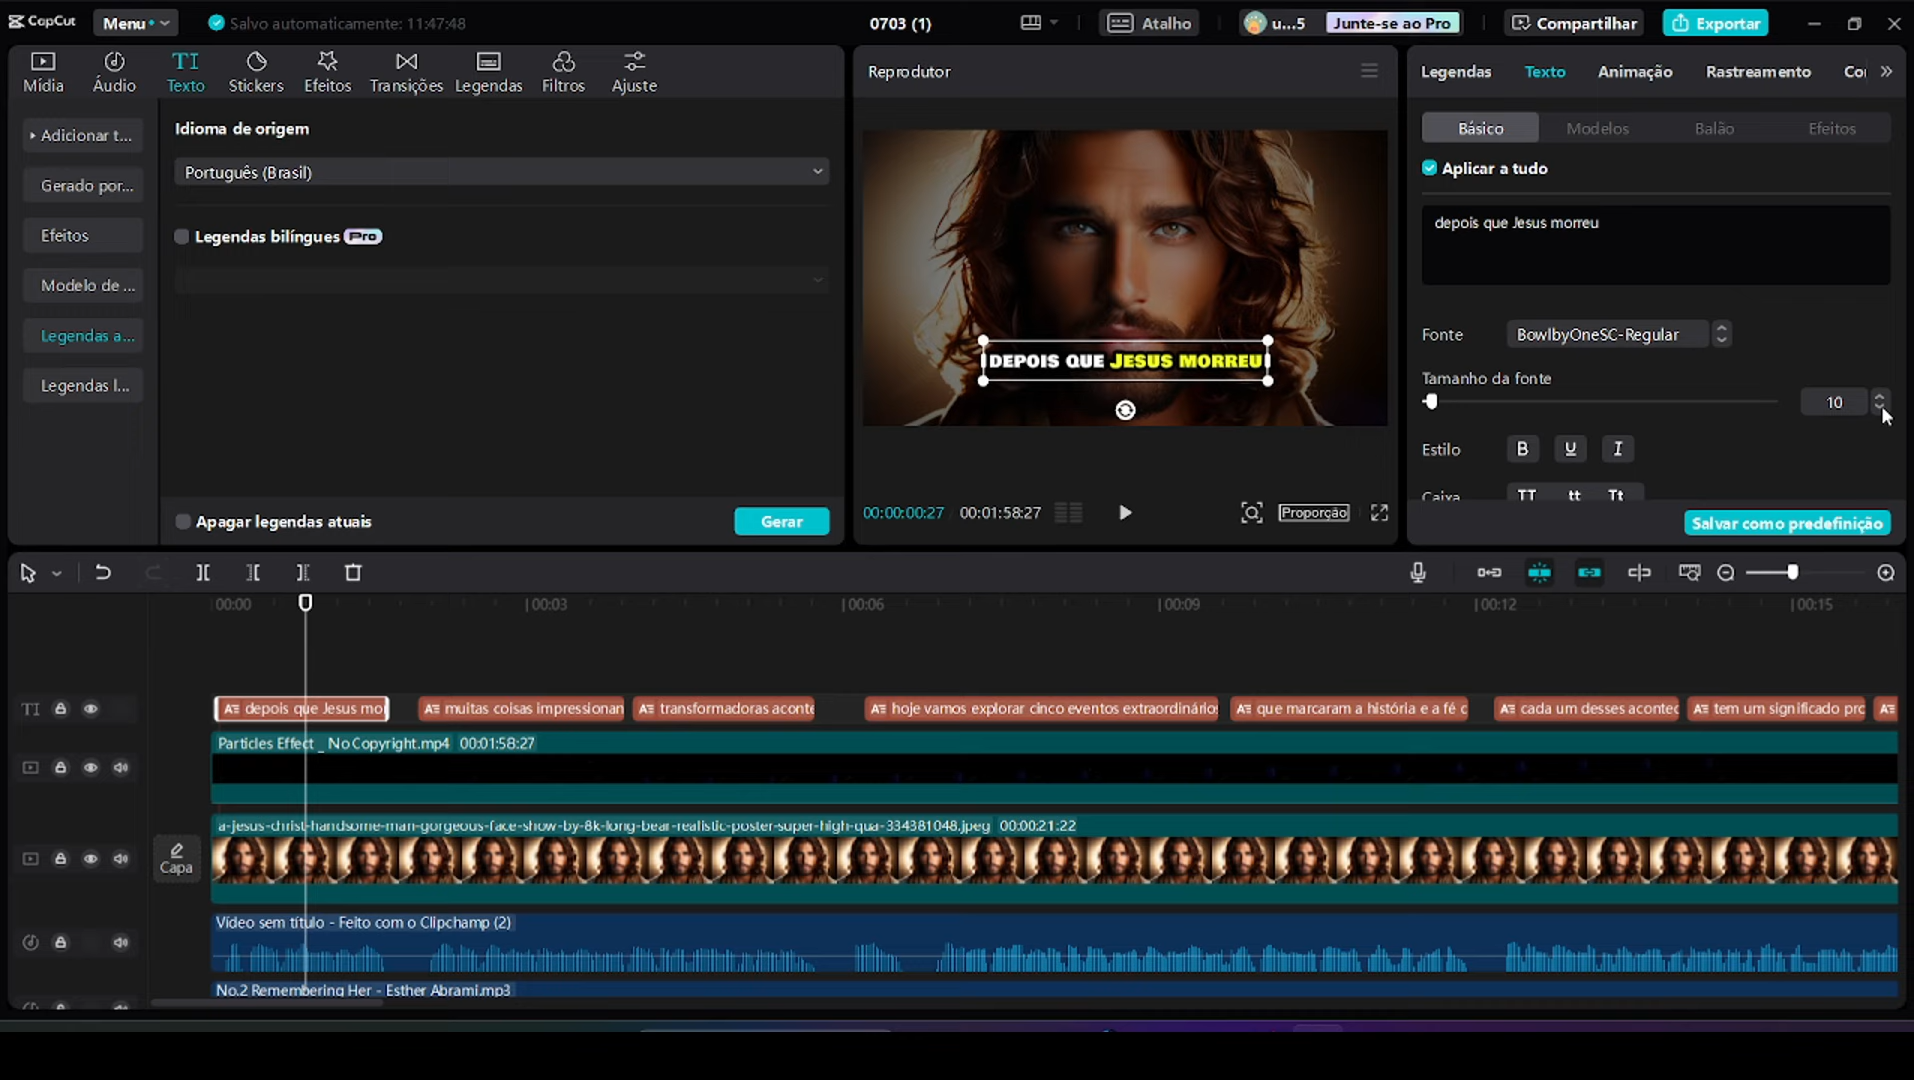 CapCut
Menu
Salvo automaticamente: 11:47:48
0703 (1)
Atalho
u...5
Junte-se ao Pro
Compartilhar
Exportar
Mídia
Áudio
TI
Texto
Stickers
Efeitos
Transições
Legendas
Filtros
Ajuste
Adicionar t...
Gerado por...
Efeitos
Modelo de ...
Legendas a...
Legendas l...
Idioma de origem
Português (Brasil)
Legendas bilíngues Pro
Apagar legendas atuais
Gerar
Reprodutor
DEPOIS QUE JESUS MORREU
00:00:00:27
00:01:58:27
Proporção
Legendas
Texto
Animação
Rastreamento
Básico
Modelos
Balão
Efeitos
Aplicar a tudo
depois que Jesus morreu
Fonte
BowlbyOneSC-Regular
Tamanho da fonte
10
Estilo
B U I
Caixa
TT tt Tt
Salvar como predefinição
00:00
00:03
00:06
00:09
00:12
00:15
TI
depois que Jesus mor
muitas coisas impressionan
transformadoras aconte
hoje vamos explorar cinco eventos extraordinários
que marcaram a história e a fé c
cada um desses acontec
tem um significado pro
Particles Effect _ No Copyright.mp4 00:01:58:27
a-jesus-christ-handsome-man-gorgeous-face-show-by-8k-long-bear-realistic-poster-super-high-qua-334381048.jpeg 00:00:21:22
Capa
Vídeo sem título - Feito com o Clipchamp (2)
No.2 Remembering Her - Esther Abrami.mp3